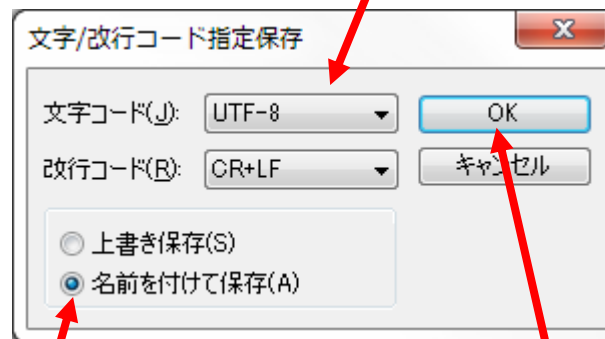 文字/改行コード指定保存
文字コード(J): UTF-8 OK
改行コード(R): CR+LF キャンセル
上書き保存(S)
名前を付けて保存(A)